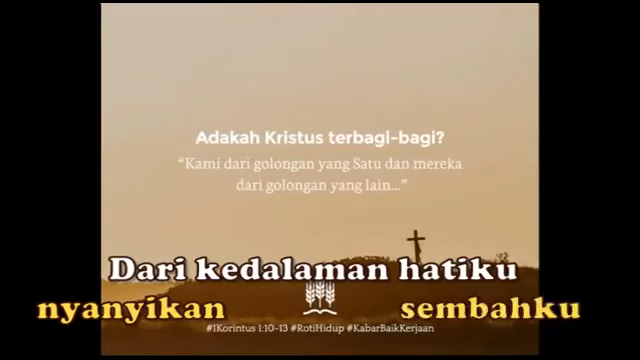 Adakah Kristus terbagi-bagi?
“Kami dari golongan yang Satu dan mereka
dari golongan yang lain...”
Dari kedalaman hatiku
nyanyikan sembahku
#1Korintus 1:10-13 #RotiHidup #KabarBaikKerjaan